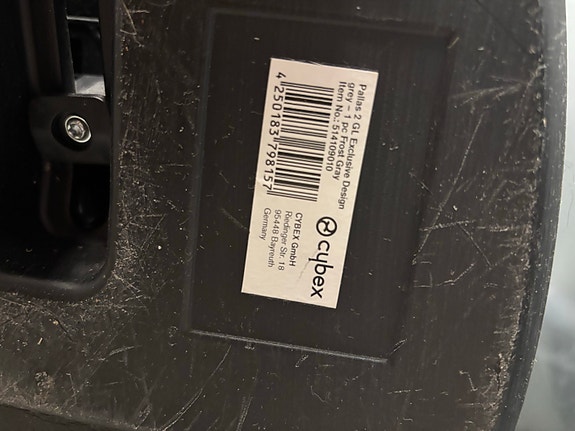 Pallas 2 GL Exclusive Design
grey – 1 pc Frost Gray
Item No.: 514109010
4 250183 798157
cybex
CYBEX GmbH
Riedinger Str. 18
95448 Bayreuth
Germany